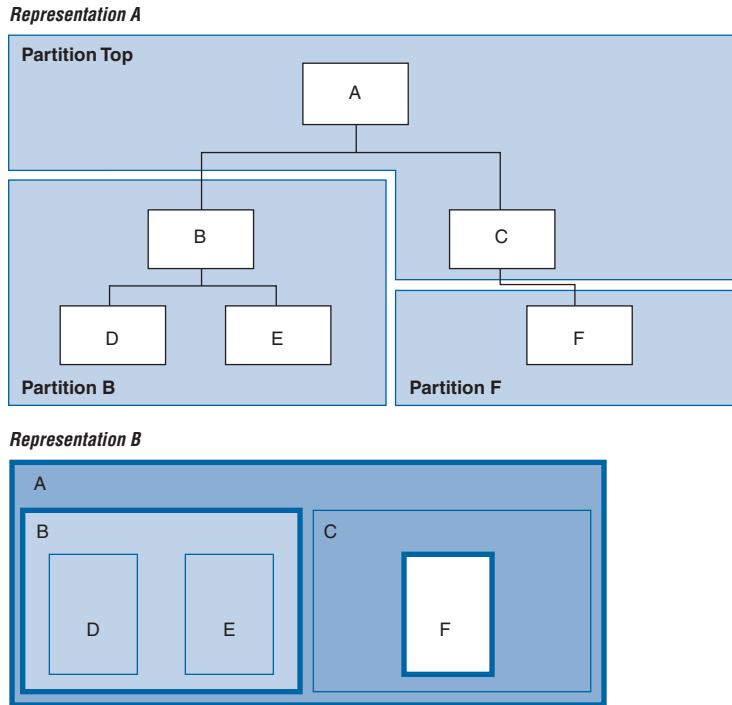 Representation A
Partition Top
A
B
C
D
E
F
Partition B
Partition F
Representation B
A
B
C
D
E
F